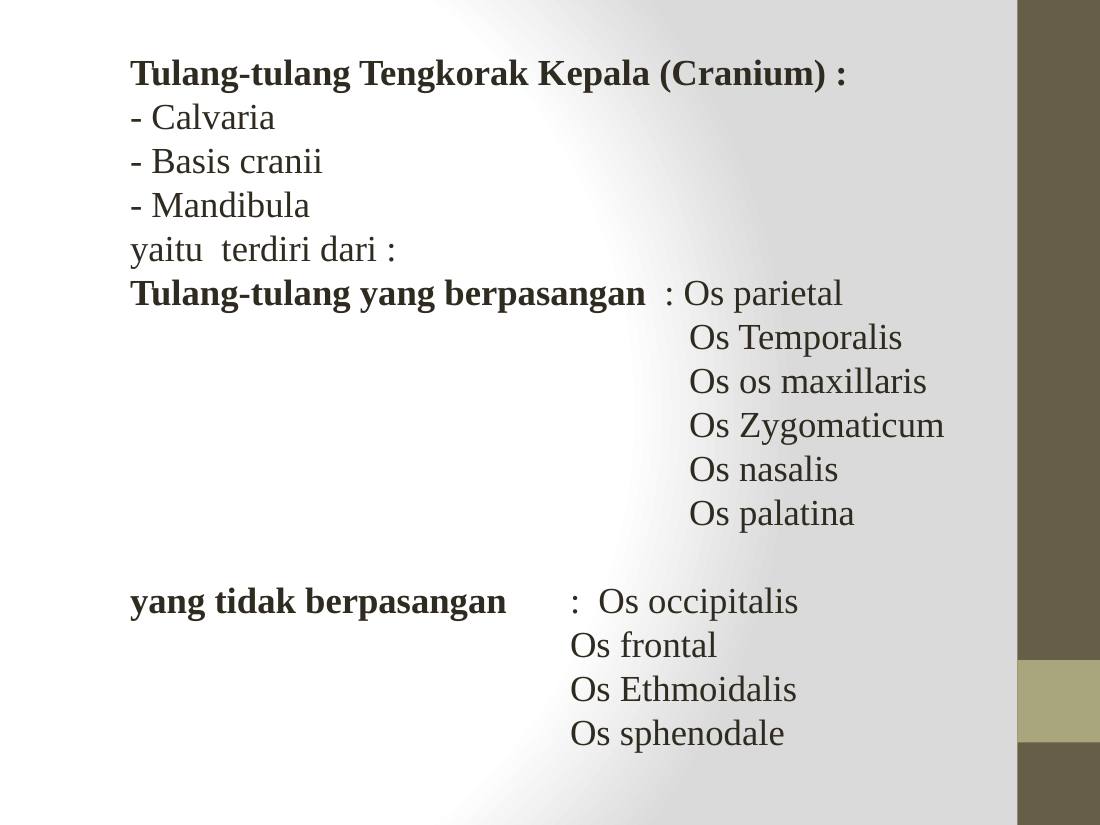 Tulang-tulang Tengkorak Kepala (Cranium) :
- Calvaria
- Basis cranii
- Mandibula
yaitu  terdiri dari :
Tulang-tulang yang berpasangan  : Os parietal
Os Temporalis
Os os maxillaris
Os Zygomaticum
Os nasalis
Os palatina
yang tidak berpasangan : Os occipitalis
Os frontal
Os Ethmoidalis
Os sphenodale